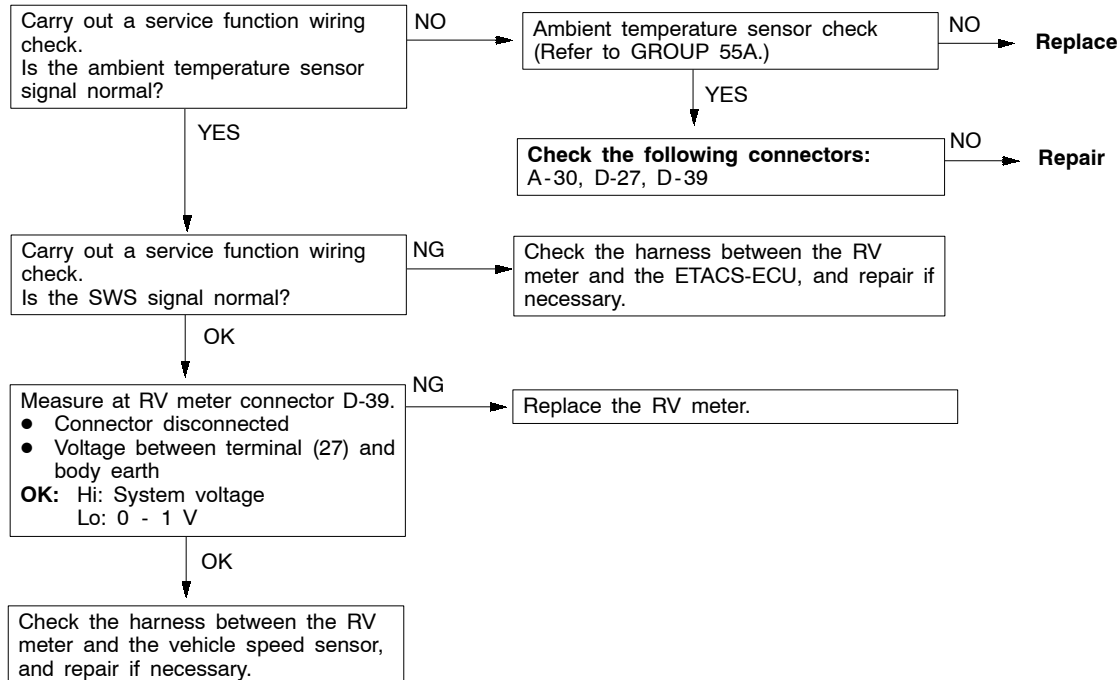 Carry out a service function wiring
check.
Is the ambient temperature sensor
signal normal?
NO
Ambient temperature sensor check
(Refer to GROUP 55A.)
NO
Replace
YES
YES
Check the following connectors:
A-30, D-27, D-39
NO
Repair
Carry out a service function wiring
check.
Is the SWS signal normal?
NG
Check the harness between the RV
meter and the ETACS-ECU, and repair if
necessary.
OK
Measure at RV meter connector D-39.
● Connector disconnected
● Voltage between terminal (27) and
body earth
OK: Hi: System voltage
Lo: 0 - 1 V
NG
Replace the RV meter.
OK
Check the harness between the RV
meter and the vehicle speed sensor,
and repair if necessary.